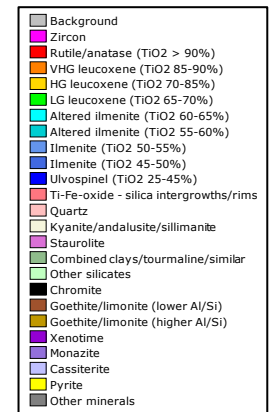 Background
Zircon
Rutile/anatase (TiO2 > 90%)
VHG leucoxene (TiO2 85-90%)
HG leucoxene (TiO2 70-85%)
LG leucoxene (TiO2 65-70%)
Altered ilmenite (TiO2 60-65%)
Altered ilmenite (TiO2 55-60%)
Ilmenite (TiO2 50-55%)
Ilmenite (TiO2 45-50%)
Ulvospinel (TiO2 25-45%)
Ti-Fe-oxide - silica intergrowths/rims
Quartz
Kyanite/andalusite/sillimanite
Staurolite
Combined clays/tourmaline/similar
Other silicates
Chromite
Goethite/limonite (lower Al/Si)
Goethite/limonite (higher Al/Si)
Xenotime
Monazite
Cassiterite
Pyrite
Other minerals